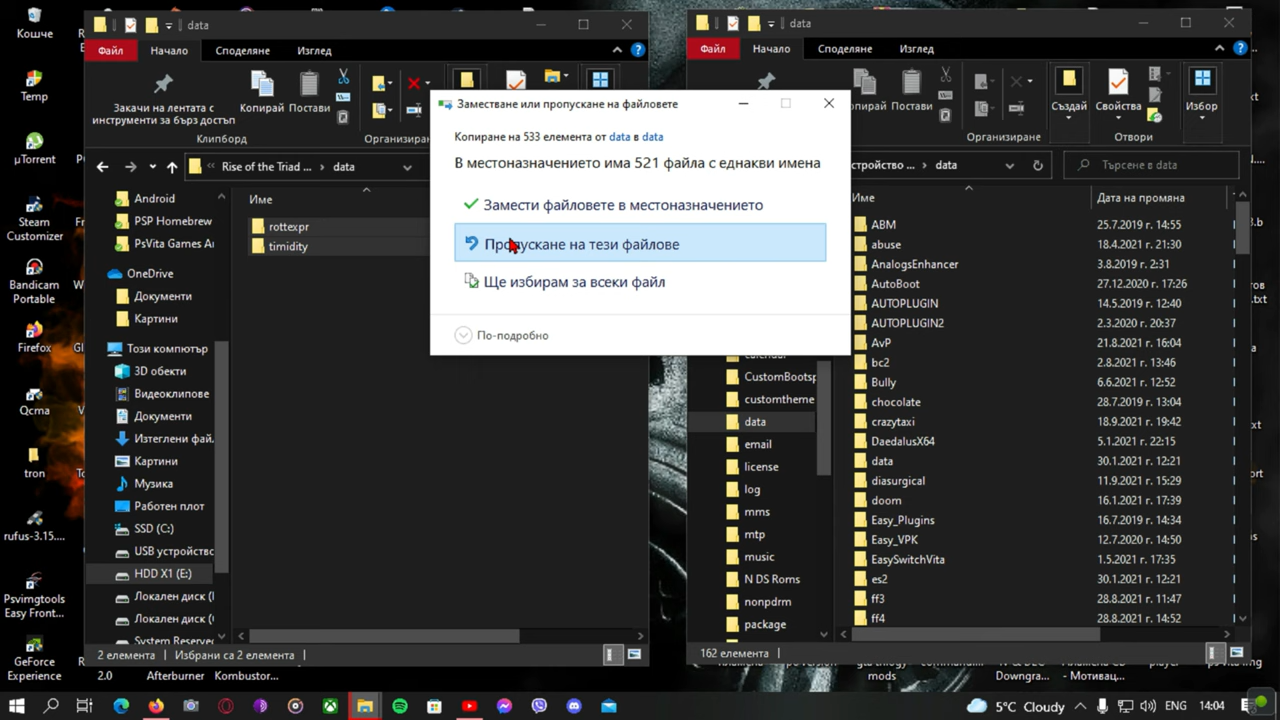 Кошче
Temp
µTorrent
Steam
Customizer
Bandicam
Portable
Firefox
Qcma
tron
rufus-3.15....
Psvimgtools
Easy Front...
GeForce
Experience
2.0
Afterburner
Kombustor...
data
Файл
Начало
Споделяне
Изглед
Закачи на лентата с
инструменти за бърз достъп
Копирай
Постави
Клипборд
Организиран
Rise of the Triad ...
data
Android
PSP Homebrew
PsVita Games Ar
OneDrive
Документи
Картини
Този компютър
3D обекти
Видеоклипове
Документи
Изтеглени фай.
Картини
Музика
Работен плот
SSD (C:)
USB устройство
HDD X1 (E:)
Локален диск (I
Локален диск (
System Reserved
Име
rottexpr
timidity
2 елемента
Избрани са 2 елемента
Заместване или пропускане на файловете
Копиране на 533 елемента от data в data
В местоназначението има 521 файла с еднакви имена
Замести файловете в местоназначението
Пропускане на тези файлове
Ще избирам за всеки файл
По-подробно
data
Файл
Начало
Споделяне
Изглед
Копирай
Постави
Създай
Свойства
Избор
Организиране
Отвори
стройство ...
data
Търсене в data
calendar
CustomBootsp
customtheme
data
email
license
log
mms
mtp
music
N DS Roms
nonpdrm
package
Име
Дата на промяна
ABM
25.7.2019 г. 14:55
abuse
18.4.2021 г. 21:30
AnalogsEnhancer
3.8.2019 г. 2:31
AutoBoot
27.12.2020 г. 17:26
AUTOPLUGIN
14.5.2019 г. 12:40
AUTOPLUGIN2
2.3.2020 г. 20:37
AvP
21.8.2021 г. 16:04
bc2
2.8.2021 г. 13:46
Bully
6.6.2021 г. 12:52
chocolate
28.7.2019 г. 13:04
crazytaxi
18.9.2021 г. 19:42
DaedalusX64
5.1.2021 г. 22:15
data
30.1.2021 г. 12:21
diasurgical
11.9.2021 г. 15:29
doom
16.1.2021 г. 17:39
Easy_Plugins
16.7.2019 г. 14:34
Easy_VPK
12.7.2020 г. 14:50
EasySwitchVita
1.5.2021 г. 17:35
es2
30.1.2021 г. 12:21
ff3
28.8.2021 г. 11:47
ff4
28.8.2021 г. 14:52
162 елемента
mods
Downgra...
- Мотивац...
5°C Cloudy
ENG
14:04